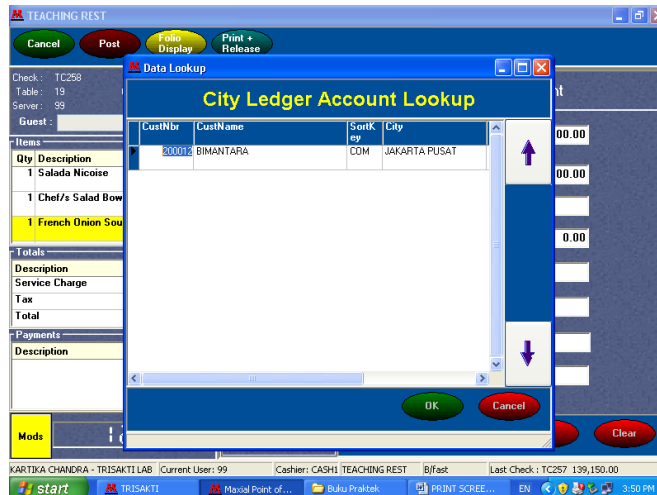 TEACHING REST
Cancel
Post
Folio Display
Print + Release
Check : TC258
Table : 19
Server : 99
Guest :
Items
Qty Description
1 Salada Nicoise
1 Chef/s Salad Bow
1 French Onion Sou
Totals
Description
Service Charge
Tax
Total
Payments
Description
Mods
Data Lookup
City Ledger Account Lookup
CustNbr CustName SortKey City
200012 BIMANTARA COM JAKARTA PUSAT
OK
Cancel
nt
00.00
00.00
0.00
Clear
KARTIKA CHANDRA - TRISAKTI LAB Current User: 99 Cashier: CASH1 TEACHING REST B/fast Last Check : TC257 139,150.00
start TRISAKTI Maxial Point of... Buku Praktek PRINT SCREE... EN 3:50 PM